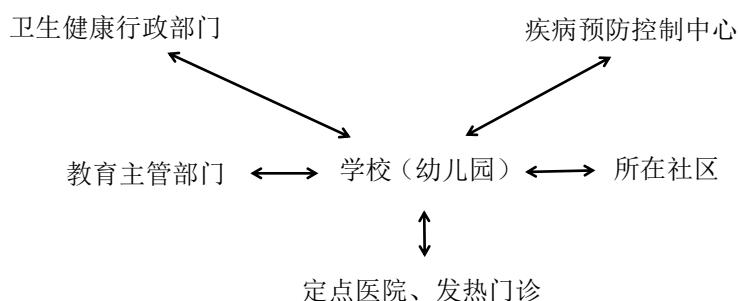 卫生健康行政部门
疾病预防控制中心
教育主管部门
学校（幼儿园）
所在社区
定点医院、发热门诊